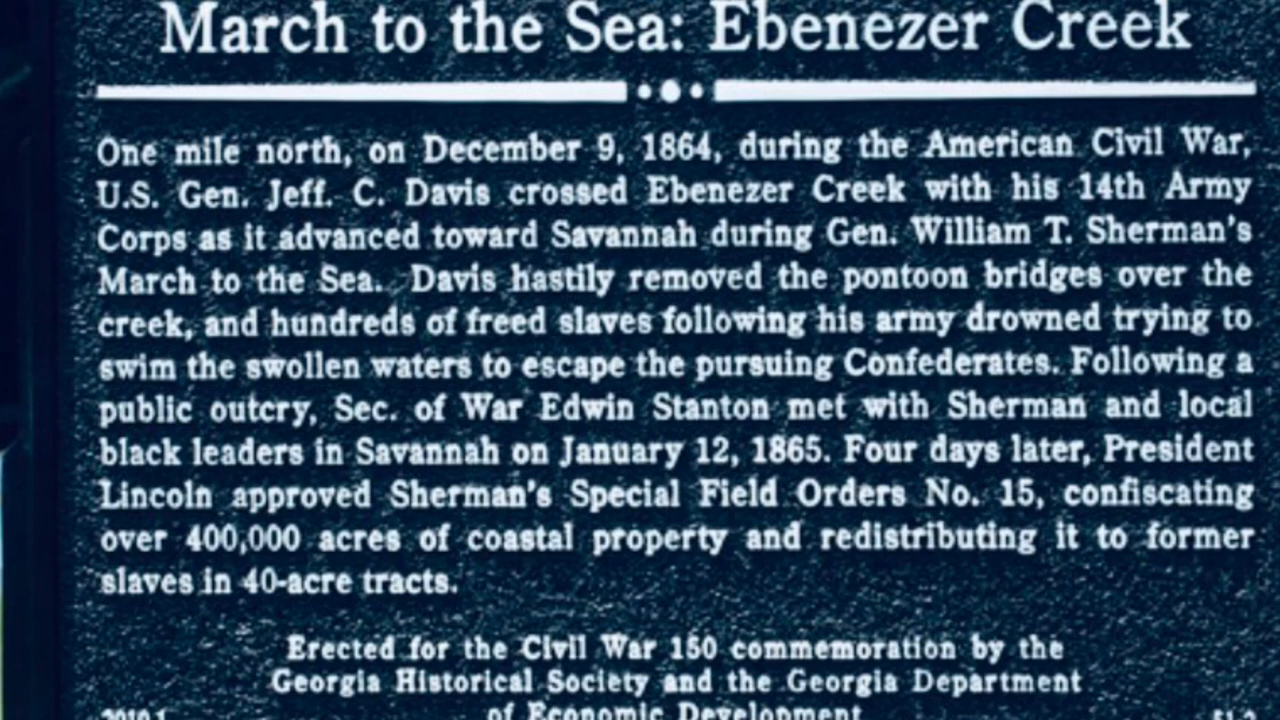 March to the Sea: Ebenezer Creek
One mile north, on December 9, 1864, during the American Civil War,
U.S. Gen. Jeff. C. Davis crossed Ebenezer Creek with his 14th Army
Corps as it advanced toward Savannah during Gen. William T. Sherman's
March to the Sea. Davis hastily removed the pontoon bridges over the
creek, and hundreds of freed slaves following his army drowned trying to
swim the swollen waters to escape the pursuing Confederates. Following a
public outcry, Sec. of War Edwin Stanton met with Sherman and local
black leaders in Savannah on January 12, 1865. Four days later, President
Lincoln approved Sherman's Special Field Orders No. 15, confiscating
over 400,000 acres of coastal property and redistributing it to former
slaves in 40-acre tracts.
Erected for the Civil War 150 commemoration by the
Georgia Historical Society and the Georgia Department
of Economic Development